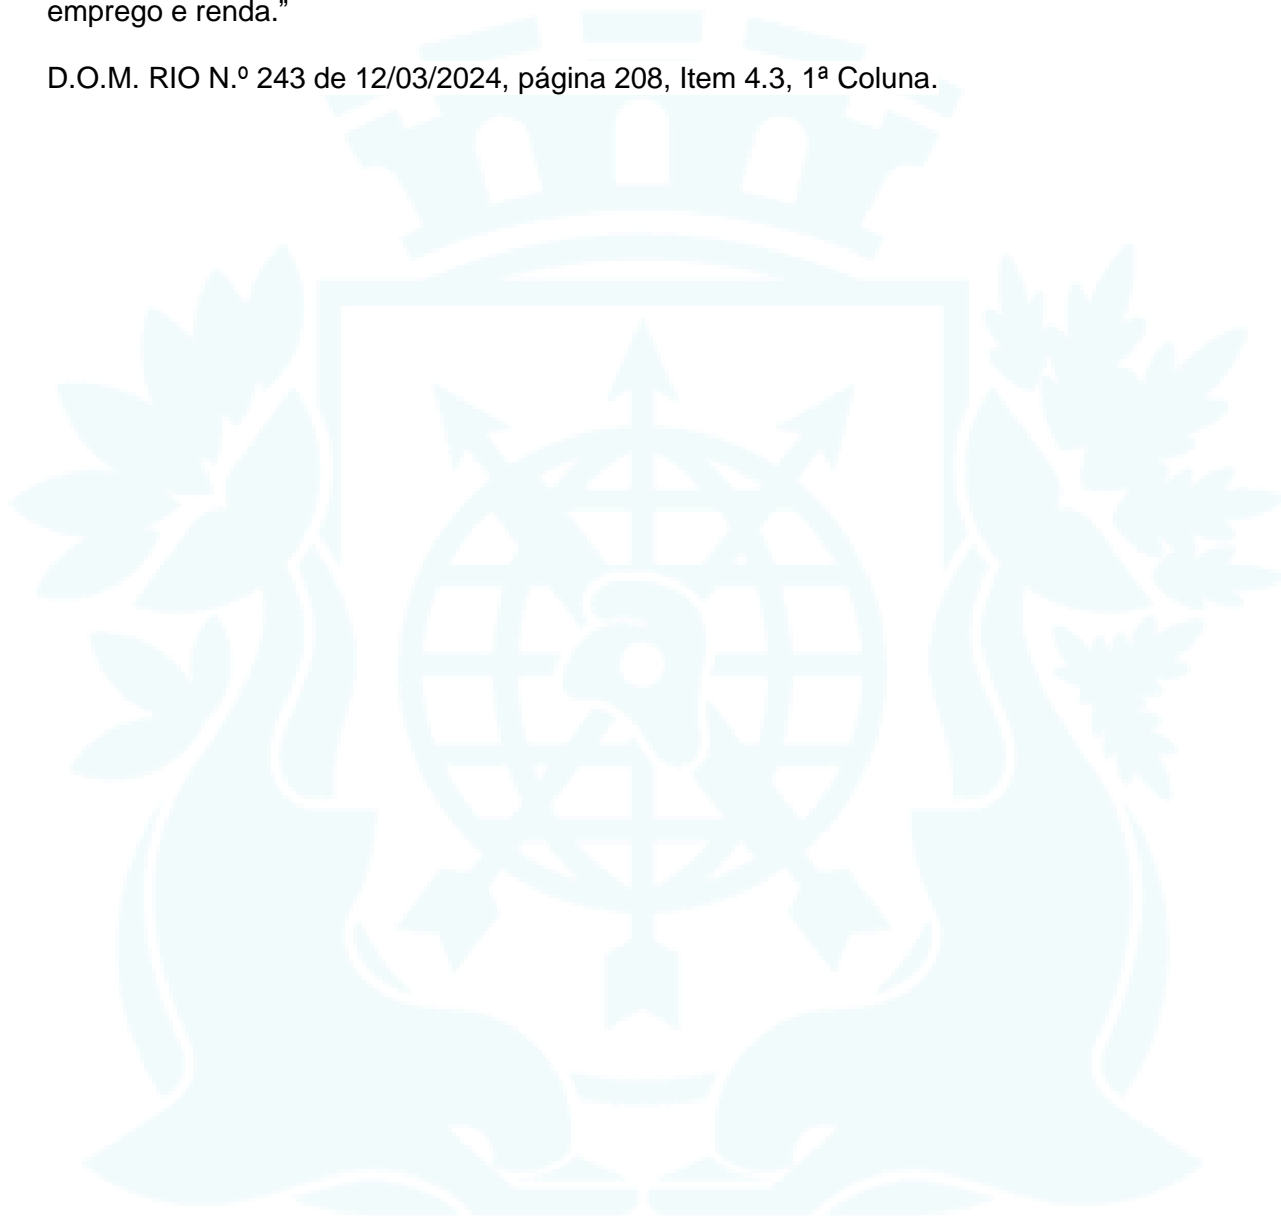 emprego e renda.”
D.O.M. RIO N.º 243 de 12/03/2024, página 208, Item 4.3, 1ª Coluna.